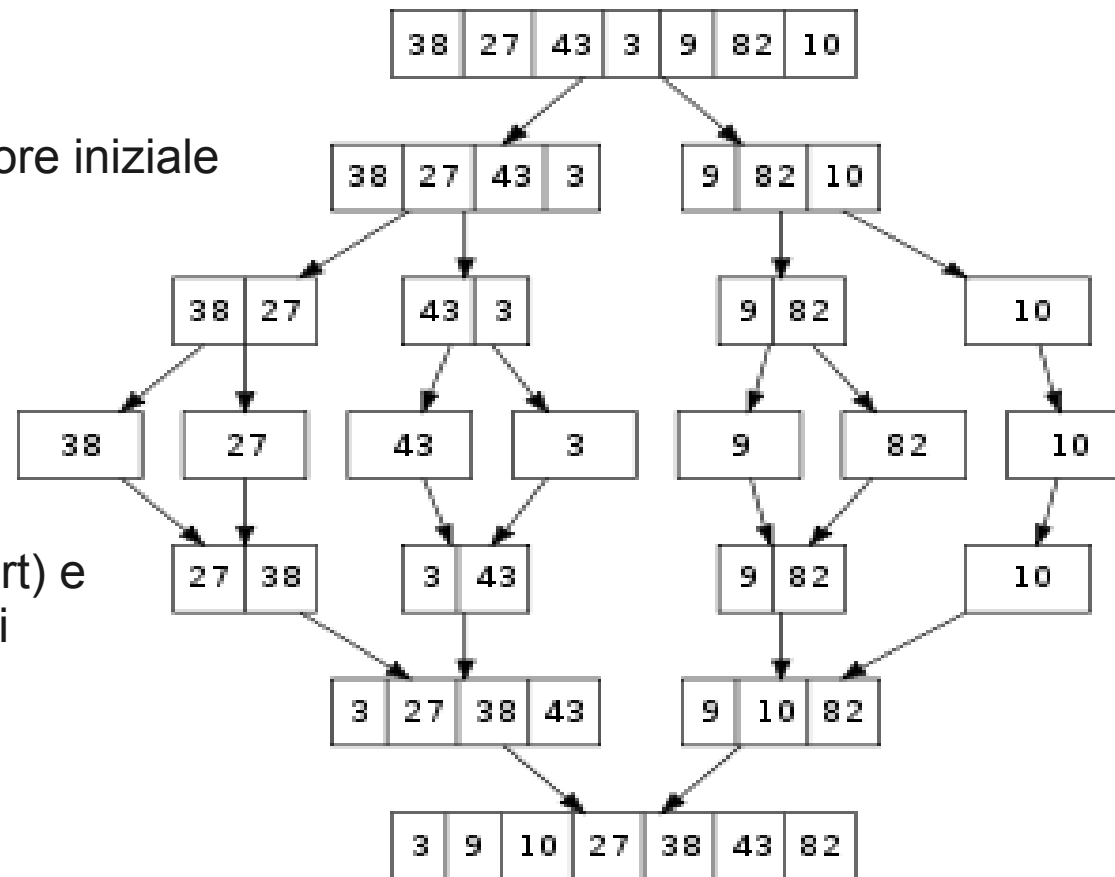 38 27 43 3 9 82 10
ore iniziale
38 27 43 3 9 82 10
38 27 43 3 9 82 10
38 27 43 3 9 82 10
rt) e
27 38 3 43 9 82 10
i
3 27 38 43 9 10 82
3 9 10 27 38 43 82